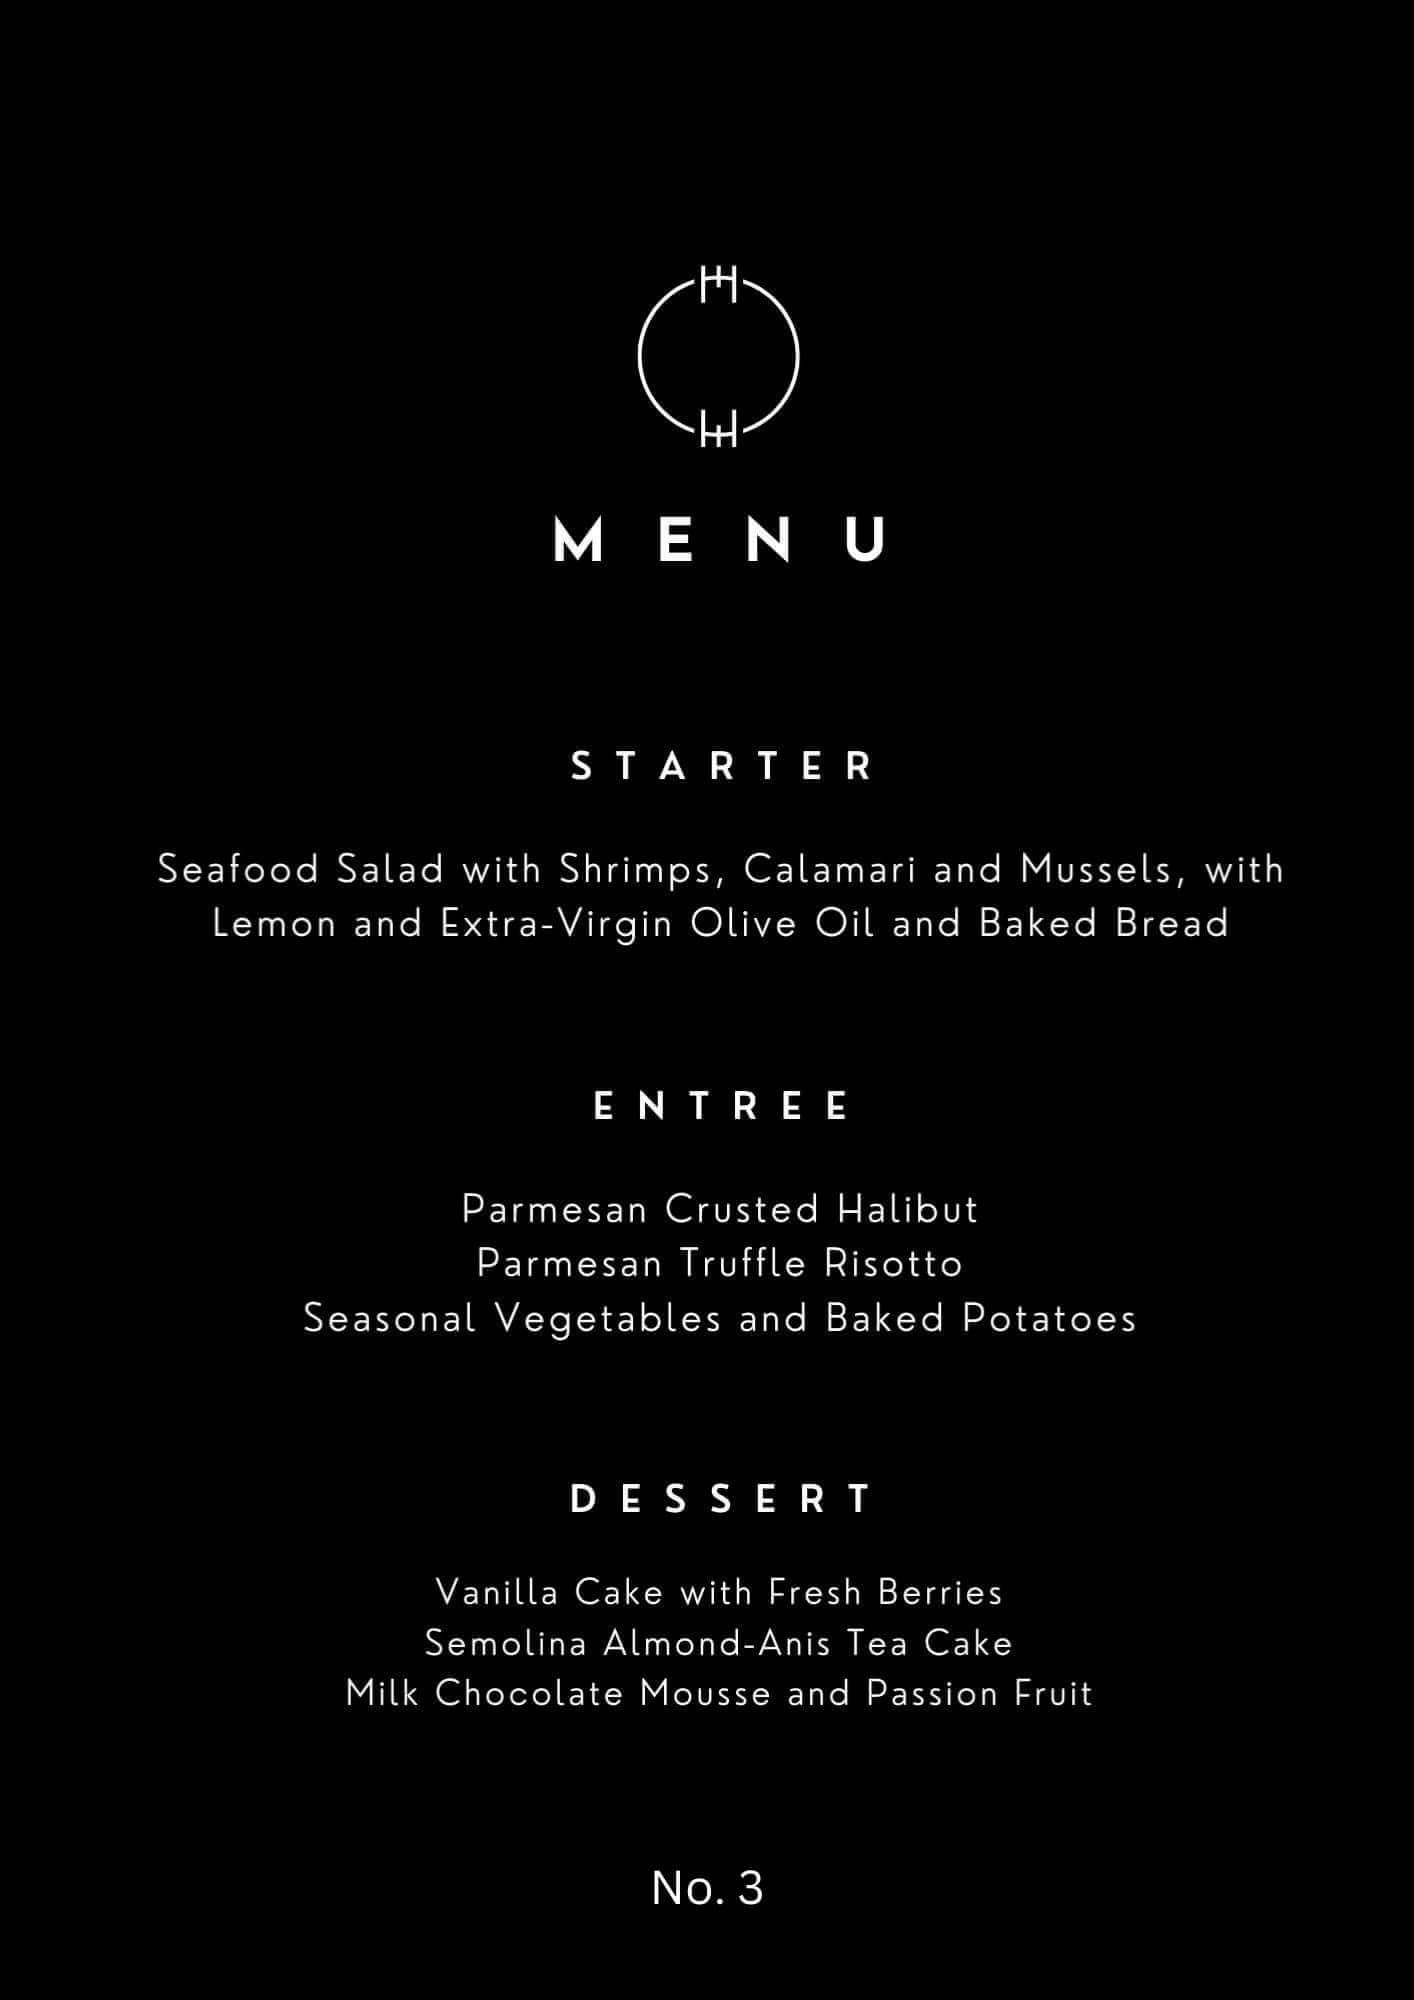 MENU
STARTER
Seafood Salad with Shrimps, Calamari and Mussels, with
Lemon and Extra-Virgin Olive Oil and Baked Bread
ENTREE
Parmesan Crusted Halibut
Parmesan Truffle Risotto
Seasonal Vegetables and Baked Potatoes
DESSERT
Vanilla Cake with Fresh Berries
Semolina Almond-Anis Tea Cake
Milk Chocolate Mousse and Passion Fruit
No. 3